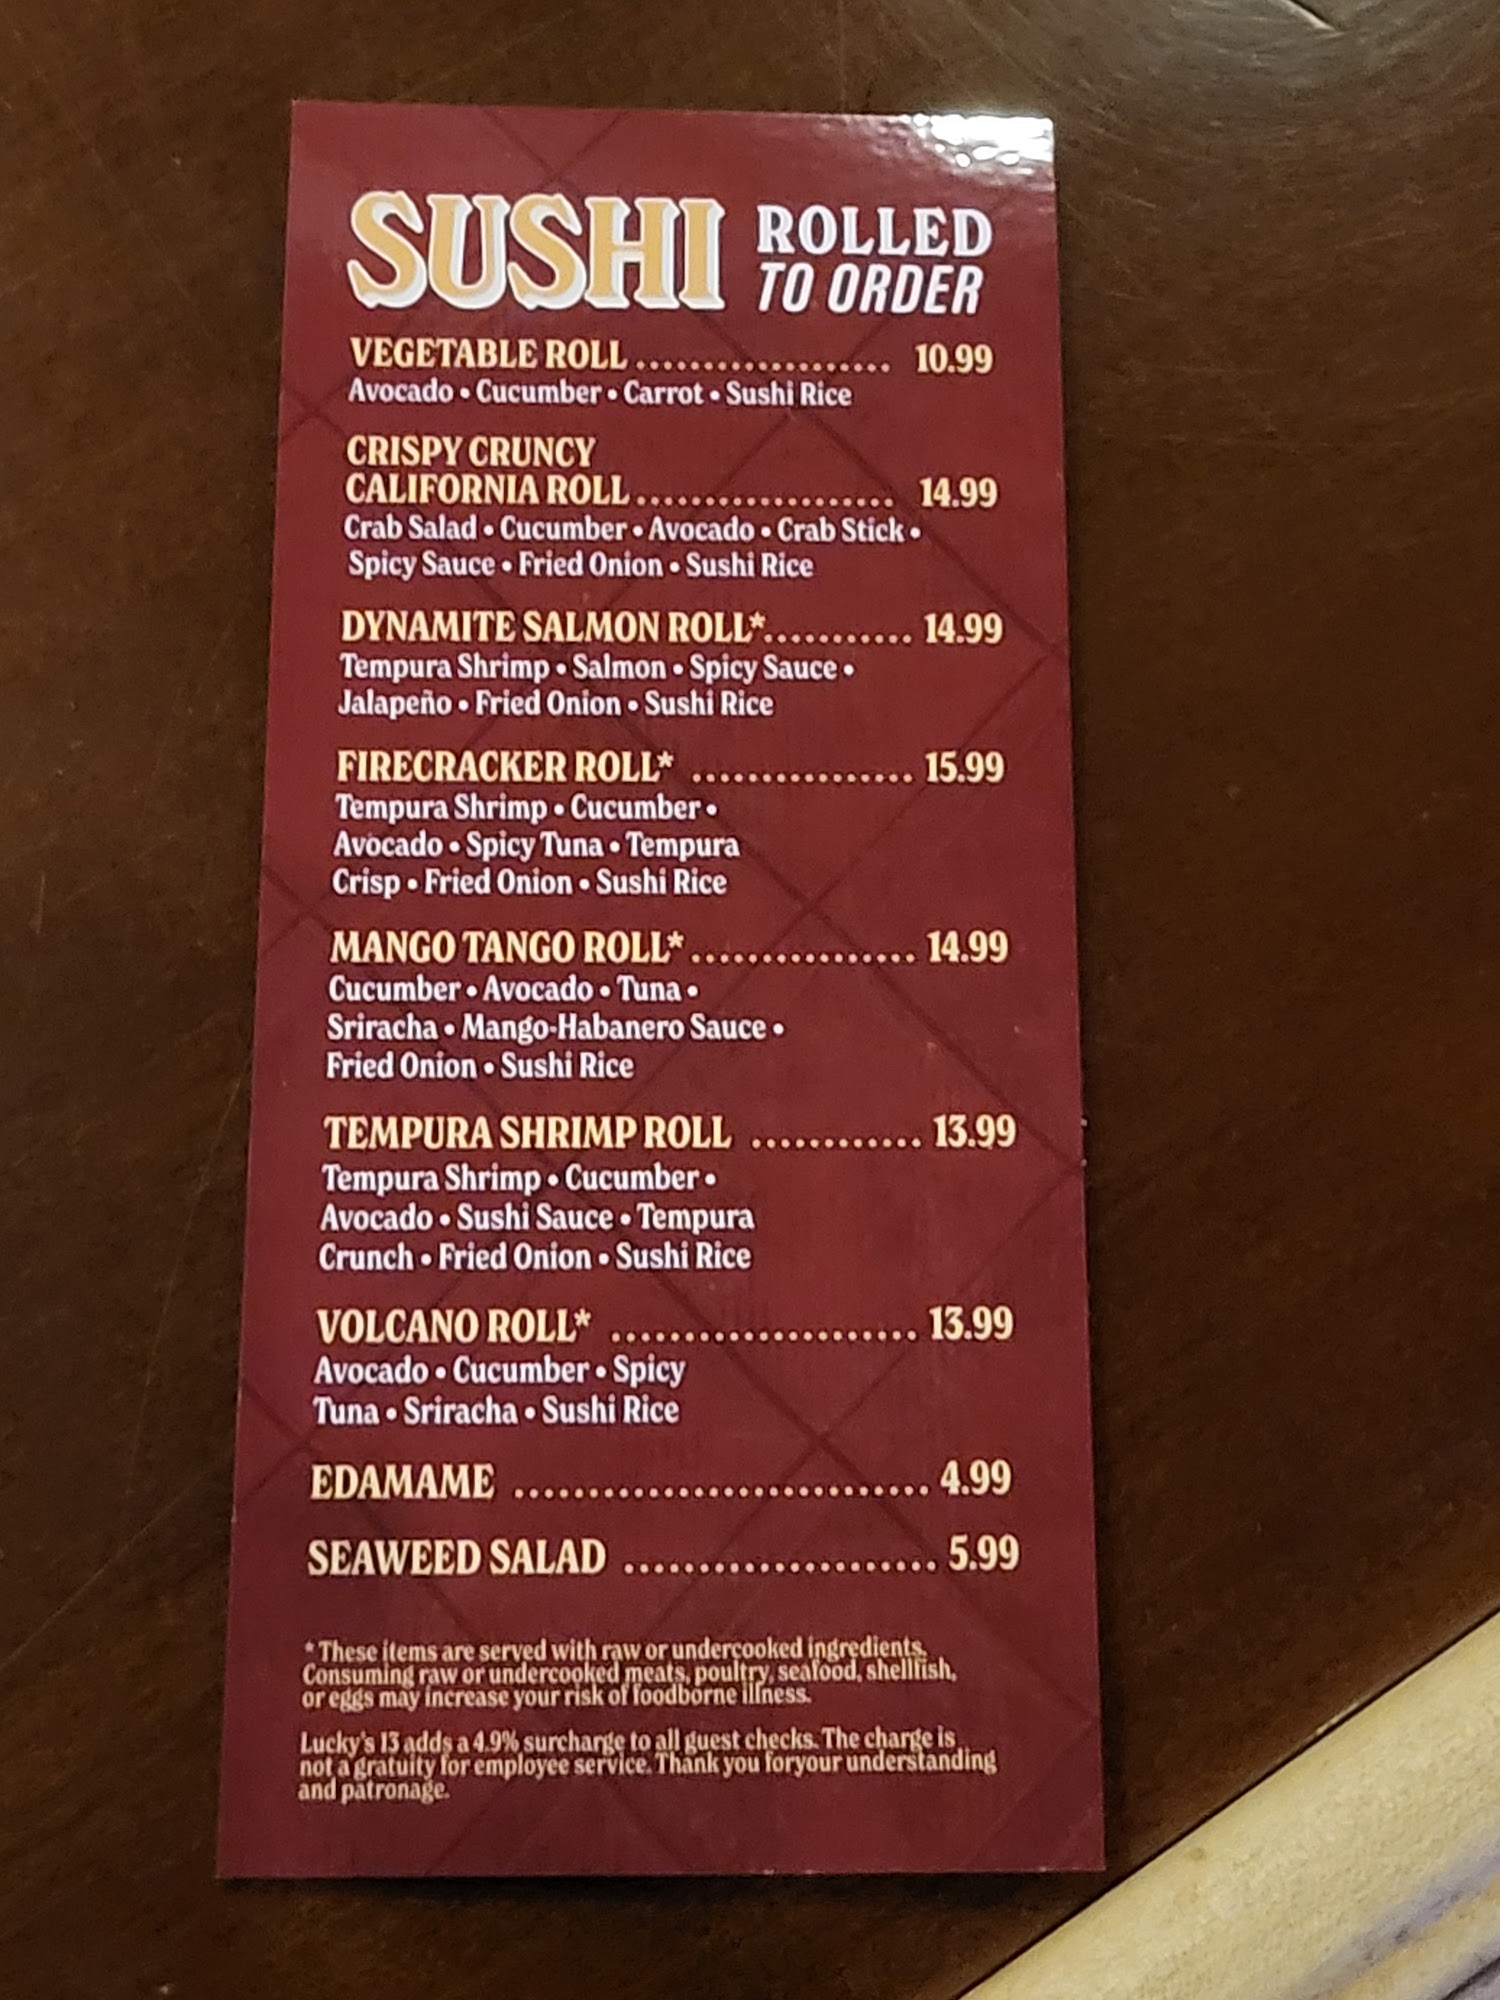 SUSHI ROLLED
TO ORDER
VEGETABLE ROLL ................... 10.99
Avocado • Cucumber • Carrot • Sushi Rice
CRISPY CRUNCY
CALIFORNIA ROLL ................... 14.99
Crab Salad • Cucumber • Avocado • Crab Stick •
Spicy Sauce • Fried Onion • Sushi Rice
DYNAMITE SALMON ROLL* ........... 14.99
Tempura Shrimp • Salmon • Spicy Sauce •
Jalapeño • Fried Onion • Sushi Rice
FIRECRACKER ROLL* ................ 15.99
Tempura Shrimp • Cucumber •
Avocado • Spicy Tuna • Tempura
Crisp • Fried Onion • Sushi Rice
MANGO TANGO ROLL* ................ 14.99
Cucumber • Avocado • Tuna •
Sriracha • Mango-Habanero Sauce •
Fried Onion • Sushi Rice
TEMPURA SHRIMP ROLL ............ 13.99
Tempura Shrimp • Cucumber •
Avocado • Sushi Sauce • Tempura
Crunch • Fried Onion • Sushi Rice
VOLCANO ROLL* ..................... 13.99
Avocado • Cucumber • Spicy
Tuna • Sriracha • Sushi Rice
EDAMAME ............................ 4.99
SEAWEED SALAD ..................... 5.99
* These items are served with raw or undercooked ingredients.
Consuming raw or undercooked meats, poultry, seafood, shellfish,
or eggs may increase your risk of foodborne illness.
Lucky's 13 adds a 4.9% surcharge to all guest checks. The charge is
not a gratuity for employee service. Thank you foryour understanding
and patronage.